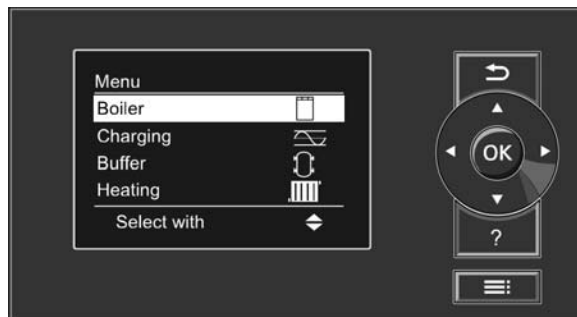 Menu
Boiler
Charging
Buffer
Heating
Select with
OK
?